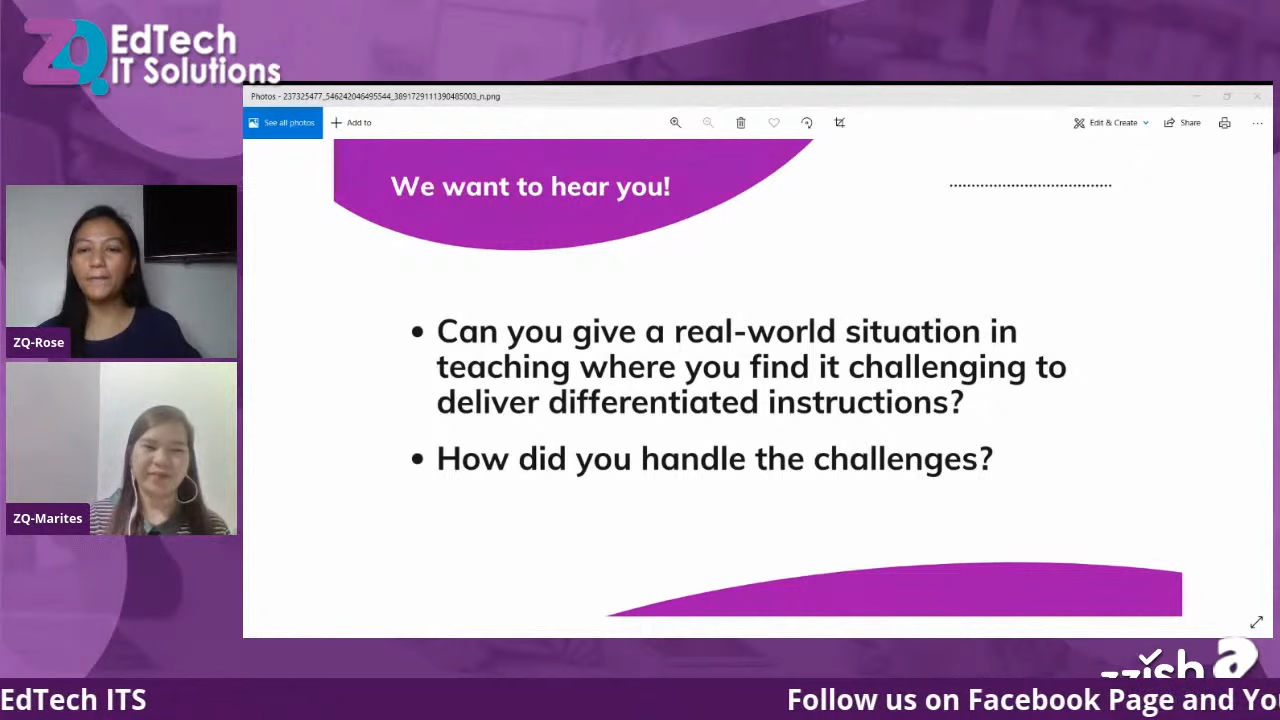 ZQ EdTech
IT Solutions
Photos - 237325477_546242046495544_3891729111390485003_n.png
See all photos
Add to
Edit & Create
Share
We want to hear you!
• Can you give a real-world situation in
teaching where you find it challenging to
deliver differentiated instructions?
• How did you handle the challenges?
ZQ-Rose
ZQ-Marites
EdTech ITS
Follow us on Facebook Page and Yo